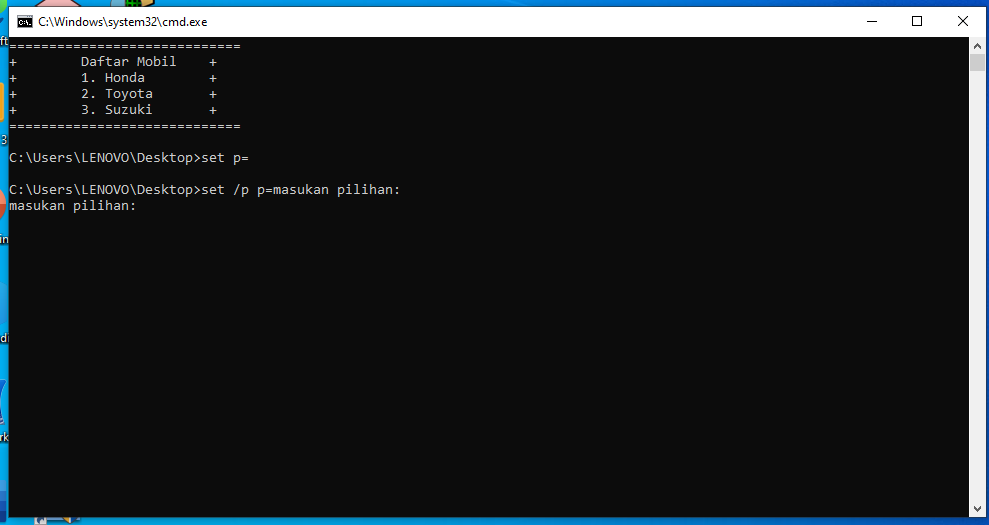 C:\Windows\system32\cmd.exe
=============================
+        Daftar Mobil    +
+        1. Honda        +
+        2. Toyota       +
+        3. Suzuki       +
=============================
C:\Users\LENOVO\Desktop>set p=
C:\Users\LENOVO\Desktop>set /p p=masukan pilihan:
masukan pilihan: